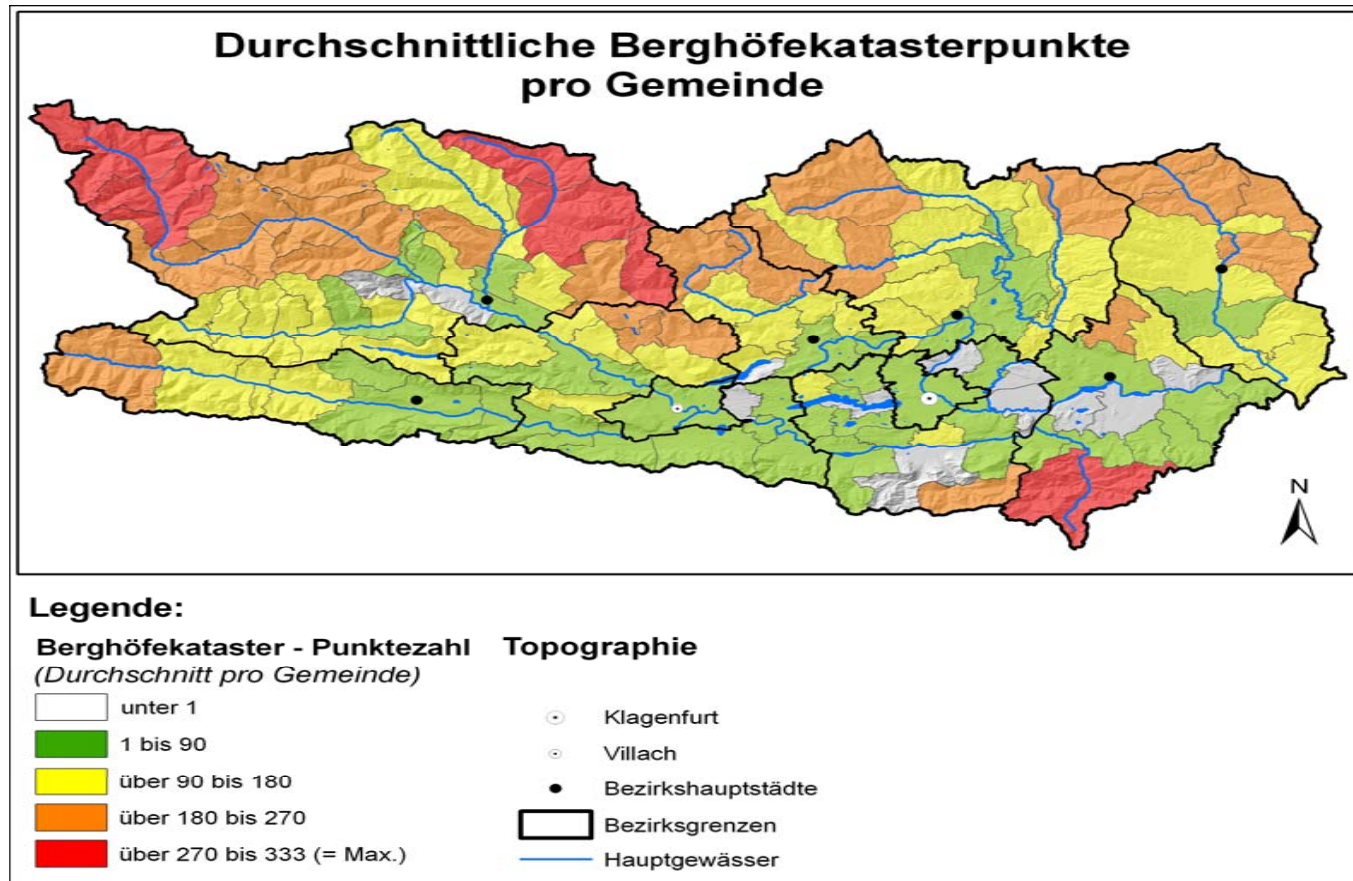 Durchschnittliche Berghöfekatasterpunkte
pro Gemeinde
N
Legende:
Berghöfekataster - Punktezahl
(Durchschnitt pro Gemeinde)
unter 1
1 bis 90
über 90 bis 180
über 180 bis 270
über 270 bis 333 (= Max.)
Topographie
Klagenfurt
Villach
Bezirkshauptstädte
Bezirksgrenzen
Hauptgewässer